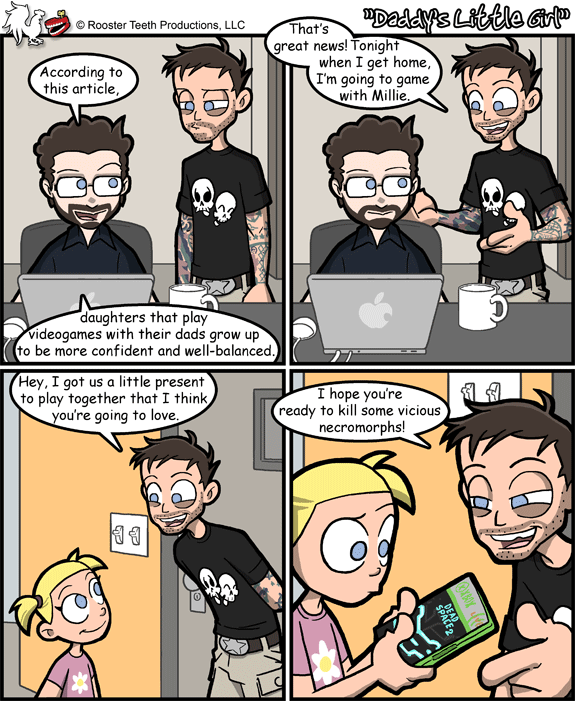 © Rooster Teeth Productions, LLC
"Daddy's Little Girl"
According to
this article,
daughters that play
videogames with their dads grow up
to be more confident and well-balanced.
That's
great news! Tonight
when I get home,
I'm going to game
with Millie.
Hey, I got us a little present
to play together that I think
you're going to love.
I hope you're
ready to kill some vicious
necromorphs!
DEAD
SPACE 2